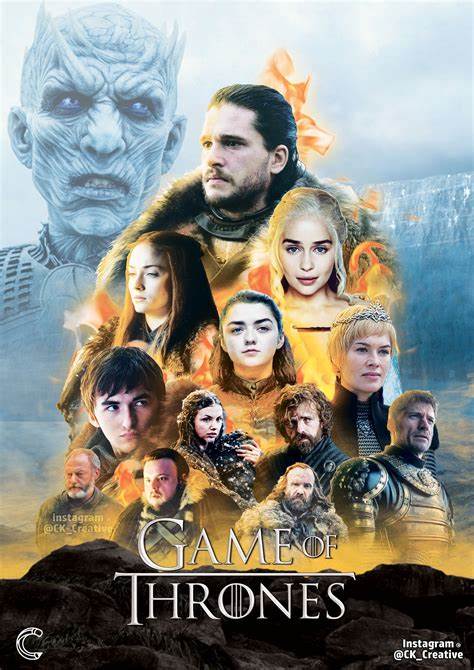 Instagram
@CK_Creative
GAME OF
THRONES
Instagram
@CK_Creative